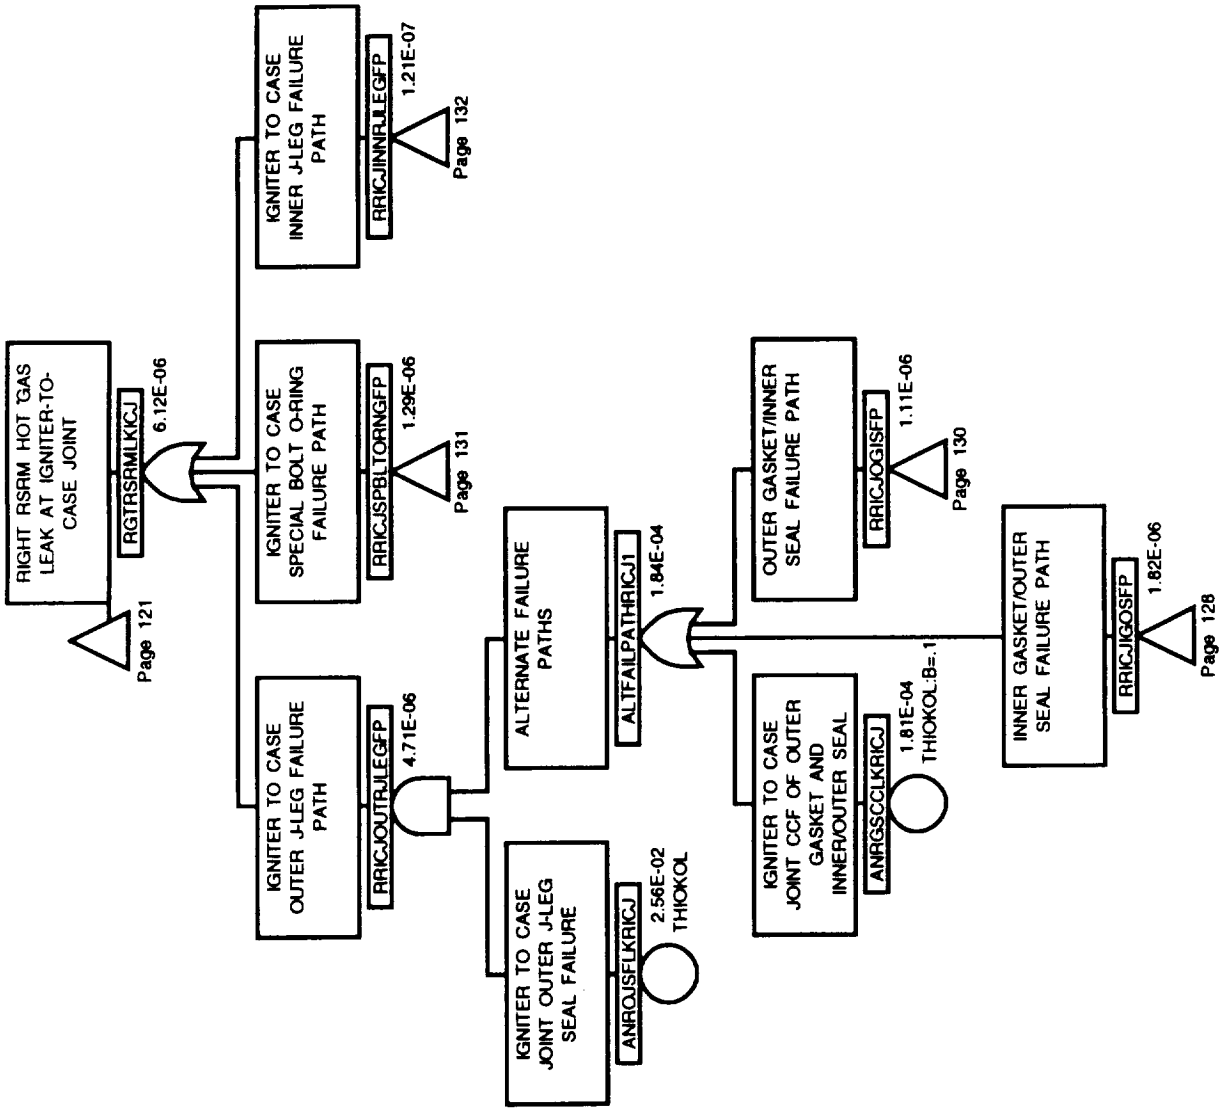 RIGHT RSRM HOT GAS
LEAK AT IGNITER-TO-
CASE JOINT
RGTRSRMLKICJ
6.12E-06
Page 121
IGNITER TO CASE
OUTER J-LEG FAILURE
PATH
RRICJOUTRJLEGFP
4.71E-06
IGNITER TO CASE
SPECIAL BOLT O-RING
FAILURE PATH
RRICJSPBLTORNGFP
1.29E-06
Page 131
IGNITER TO CASE
INNER J-LEG FAILURE
PATH
RRICJINNRJLEGFP
1.21E-07
Page 132
IGNITER TO CASE
JOINT OUTER J-LEG
SEAL FAILURE
ANROJSFLKRICJ
2.56E-02
THIOKOL
ALTERNATE FAILURE
PATHS
ALTFAILPATHRICJ1
1.84E-04
IGNITER TO CASE
JOINT CCF OF OUTER
GASKET AND
INNER/OUTER SEAL
ANRGSCCLKRICJ
1.81E-04
THIOKOL:B=.1
OUTER GASKET/INNER
SEAL FAILURE PATH
RRICJOGISFP
1.11E-06
Page 130
INNER GASKET/OUTER
SEAL FAILURE PATH
RRICJIGOSFP
1.82E-06
Page 128